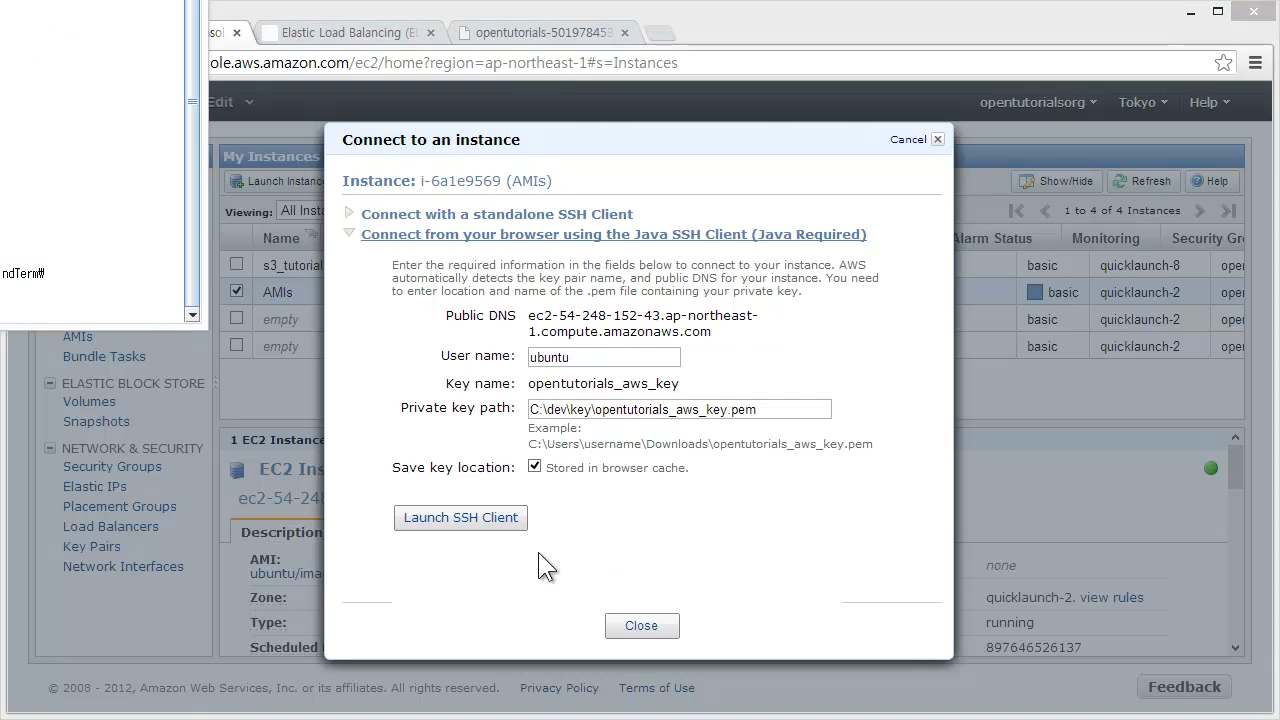 sol
Elastic Load Balancing (EL
opentutorials-501978459
ole.aws.amazon.com/ec2/home?region=ap-northeast-1#s=Instances
Edit
opentutorialsorg
Tokyo
Help
My Instances
Launch Instanc
Show/Hide
Refresh
Help
Viewing:
All Insta
1 to 4 of 4 Instances
Name
Alarm Status
Monitoring
Security Gr
s3_tutorial
basic
quicklaunch-8
oper
AMIs
basic
quicklaunch-2
oper
empty
basic
quicklaunch-2
oper
empty
basic
quicklaunch-2
oper
ndTerm₩
AMIs
Bundle Tasks
ELASTIC BLOCK STORE
Volumes
Snapshots
NETWORK & SECURITY
Security Groups
Elastic IPs
Placement Groups
Load Balancers
Key Pairs
Network Interfaces
Connect to an instance
Cancel
Instance: i-6a1e9569 (AMIs)
Connect with a standalone SSH Client
Connect from your browser using the Java SSH Client (Java Required)
Enter the required information in the fields below to connect to your instance. AWS
automatically detects the key pair name, and public DNS for your instance. You need
to enter location and name of the .pem file containing your private key.
Public DNS ec2-54-248-152-43.ap-northeast-
1.compute.amazonaws.com
User name: ubuntu
Key name: opentutorials_aws_key
Private key path: C:\dev\key\opentutorials_aws_key.pem
Example:
C:\Users\username\Downloads\opentutorials_aws_key.pem
Save key location: Stored in browser cache.
Launch SSH Client
Close
1 EC2 Instanc
EC2 Ins
ec2-54-248
Description
AMI:
ubuntu/ima
none
Zone:
quicklaunch-2. view rules
Type:
running
Scheduled
897646526137
© 2008 - 2012, Amazon Web Services, Inc. or its affiliates. All rights reserved.
Privacy Policy
Terms of Use
Feedback